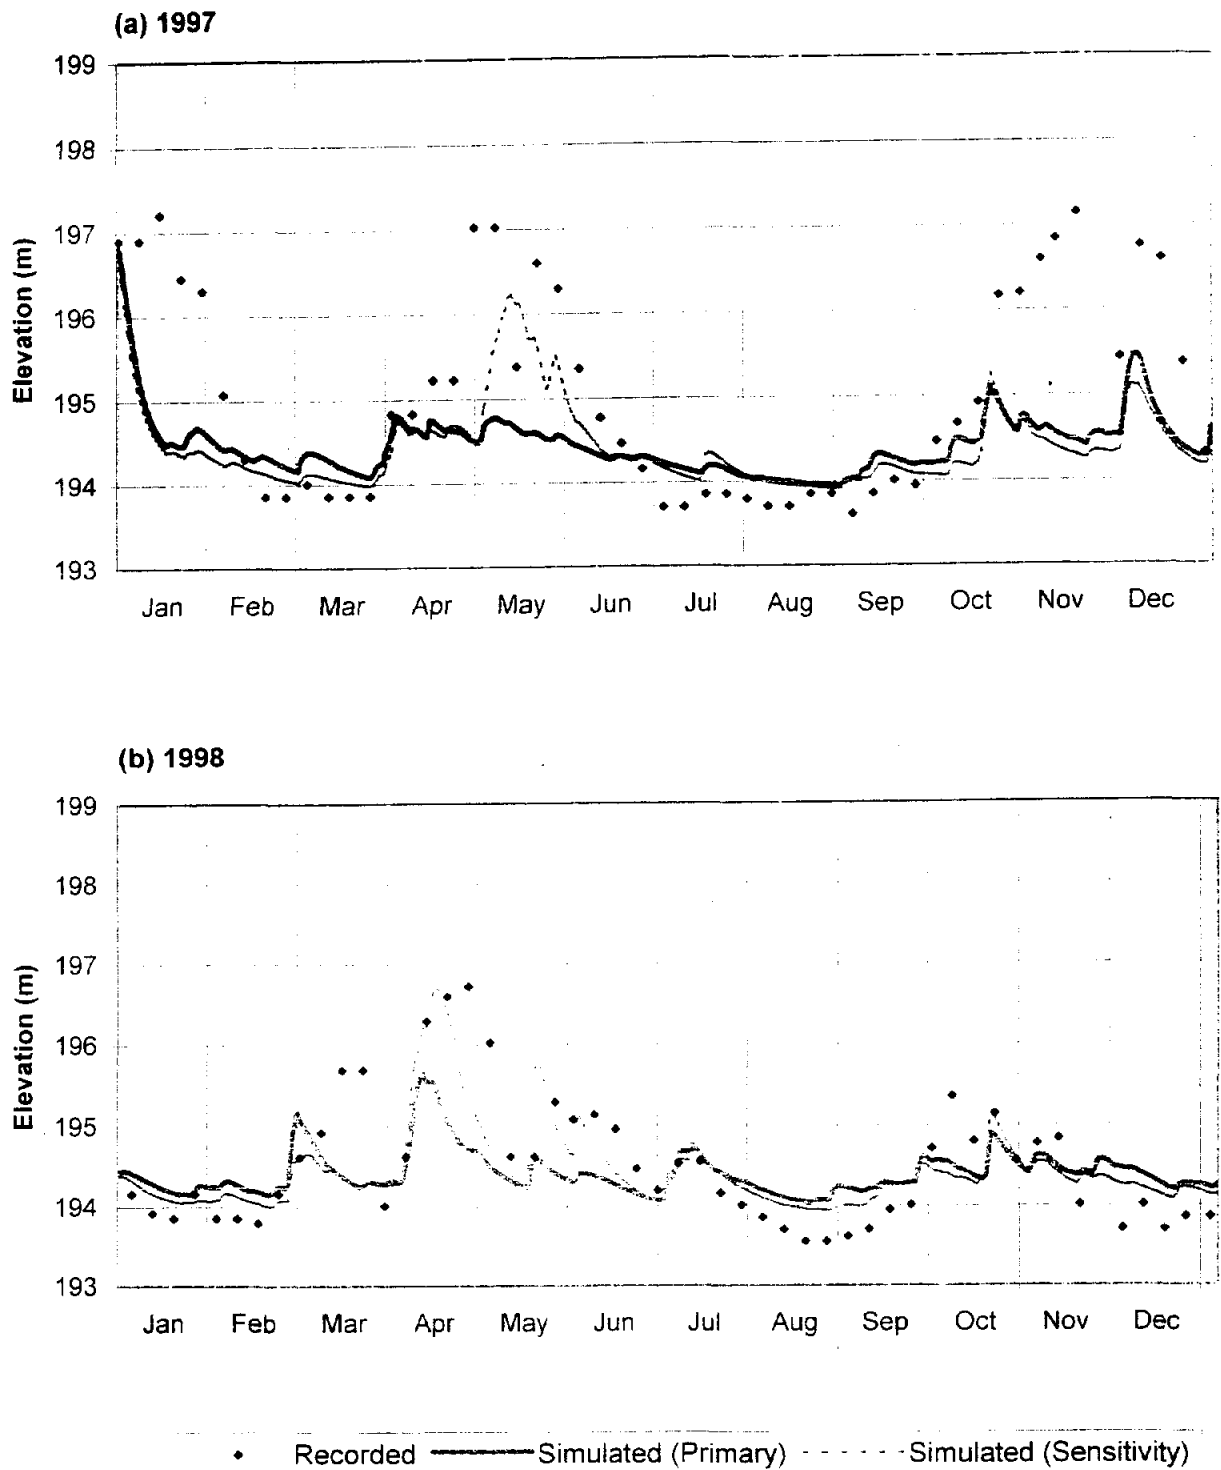 (a) 1997
199
198
197
196
195
194
193
Elevation (m)
Jan Feb Mar Apr May Jun Jul Aug Sep Oct Nov Dec
(b) 1998
199
198
197
196
195
194
193
Elevation (m)
Jan Feb Mar Apr May Jun Jul Aug Sep Oct Nov Dec
Recorded Simulated (Primary) Simulated (Sensitivity)